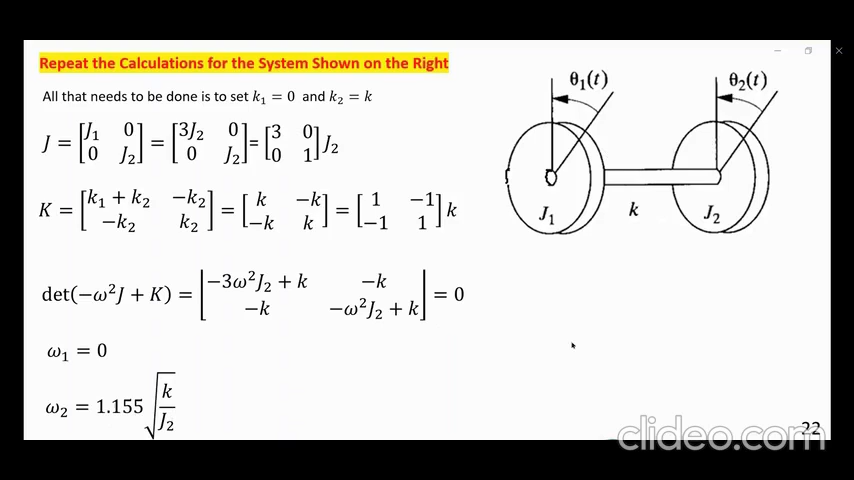 Repeat the Calculations for the System Shown on the Right
All that needs to be done is to set k₁ = 0 and k₂ = k
J = [J₁ 0; 0 J₂] = [3J₂ 0; 0 J₂] = [3 0; 0 1] J₂
K = [k₁ + k₂ −k₂; −k₂ k₂] = [k −k; −k k] = [1 −1; −1 1] k
det(−ω²J + K) = |−3ω²J₂ + k −k; −k −ω²J₂ + k| = 0
ω₁ = 0
ω₂ = 1.155 √(k/J₂)
θ₁(t) θ₂(t)
J₁ k J₂
22
clideo.com